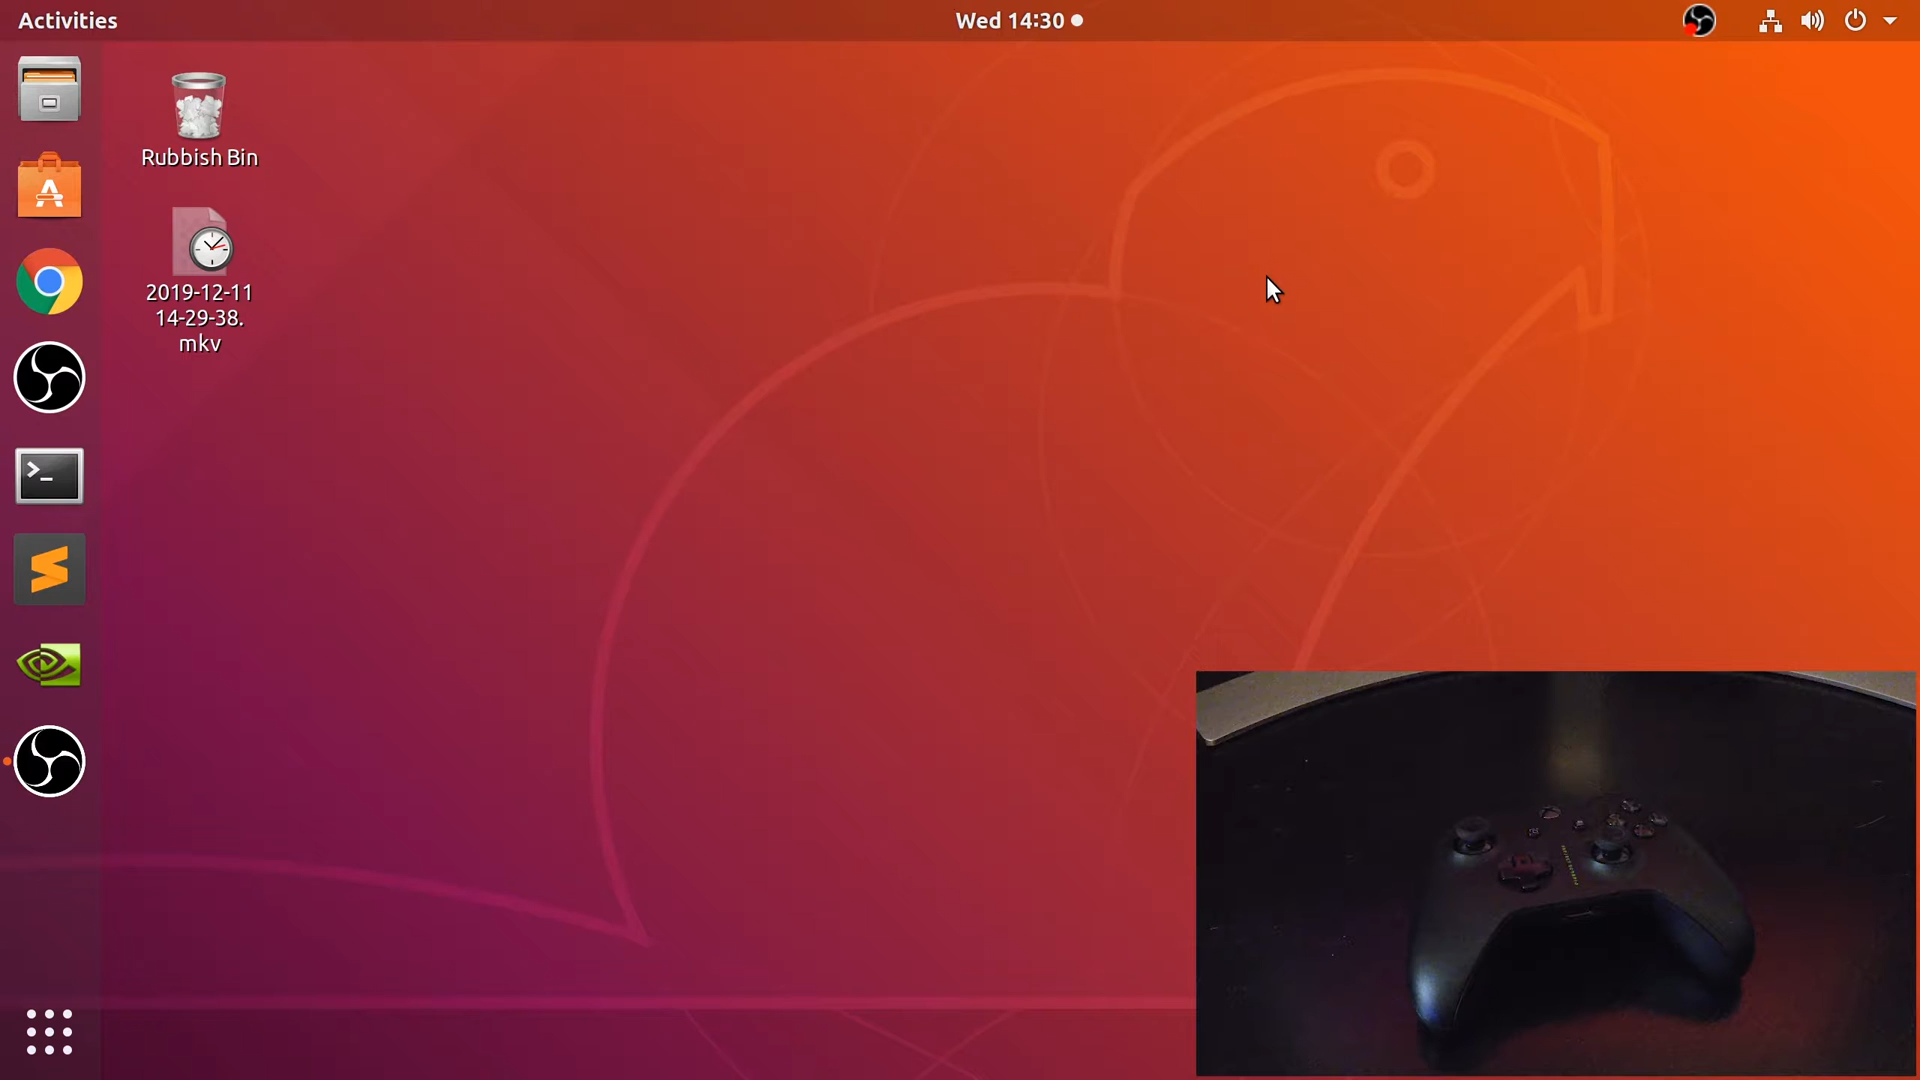 Activities
Wed 14:30
Rubbish Bin
2019-12-11
14-29-38.
mkv